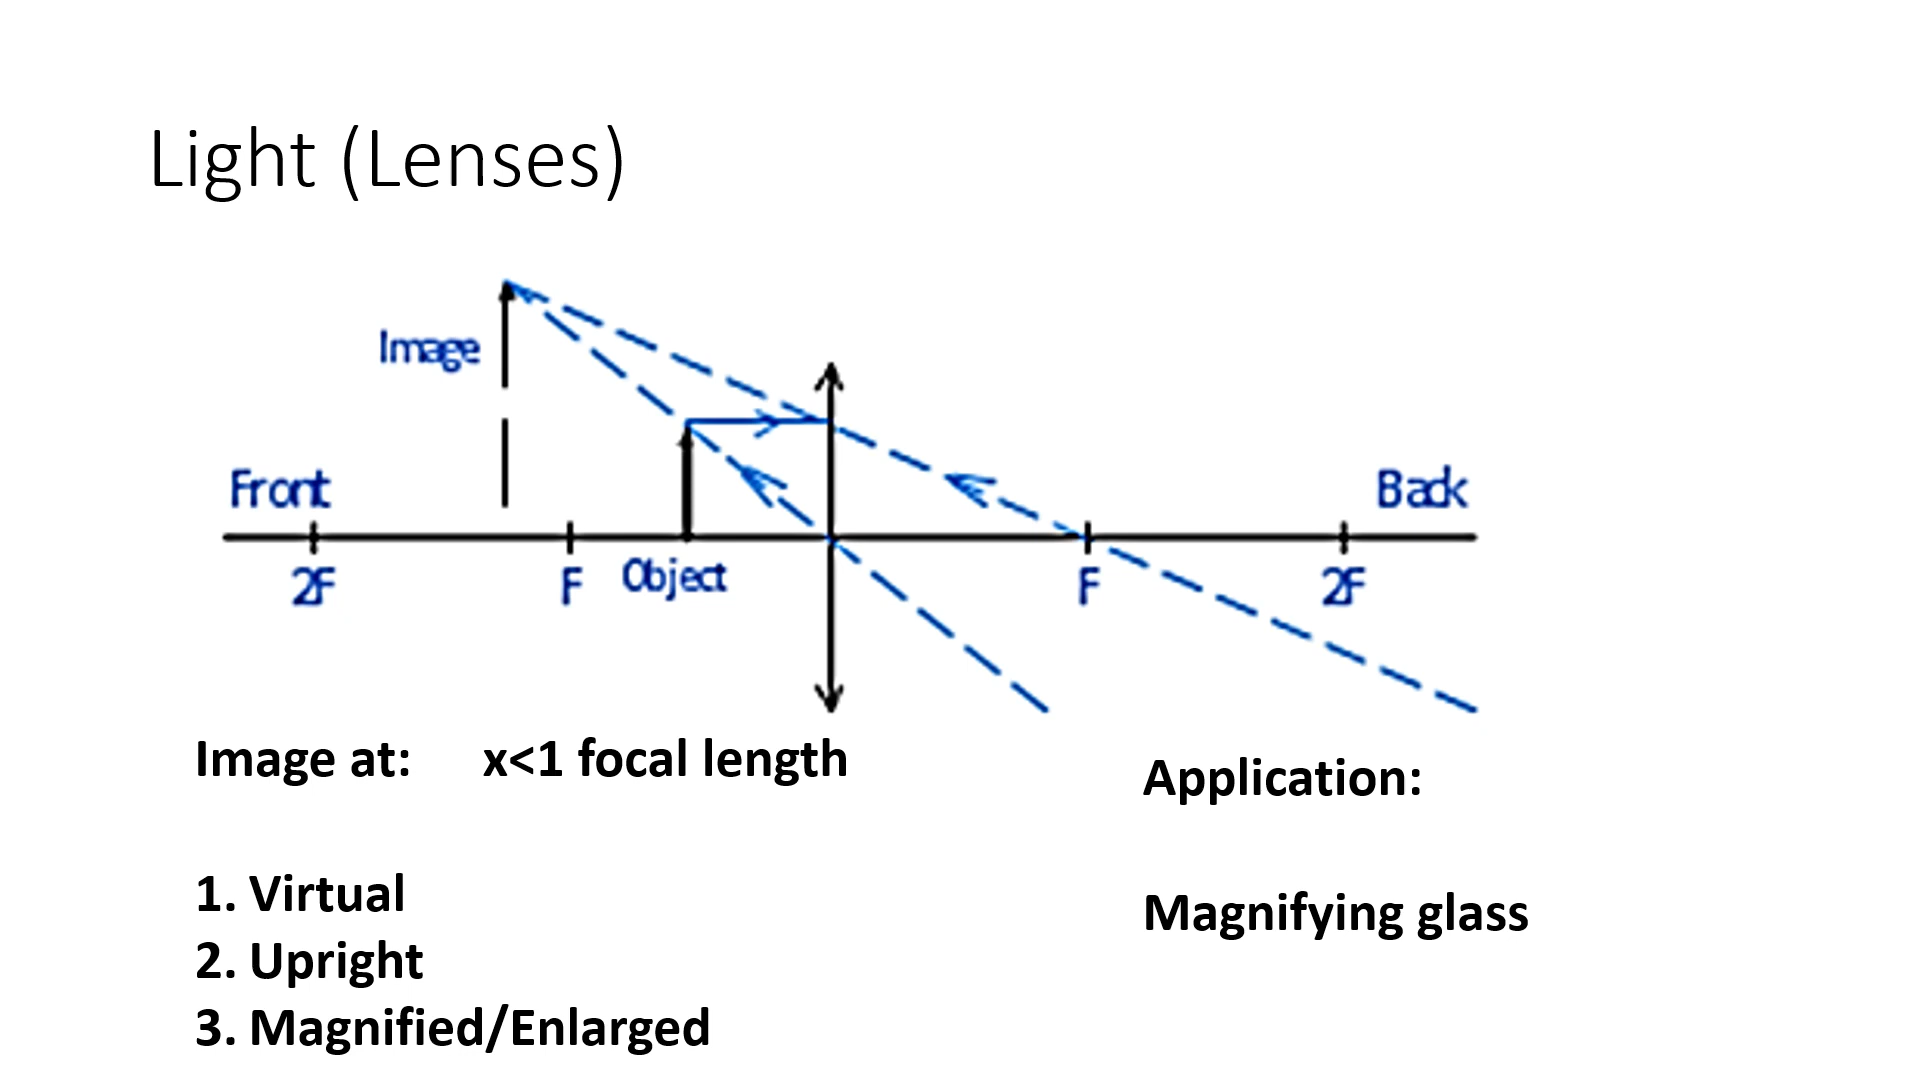 Light (Lenses)
Image
Front
Back
2F
F
Object
F
2F
Image at: x<1 focal length
Application:
1. Virtual
Magnifying glass
2. Upright
3. Magnified/Enlarged